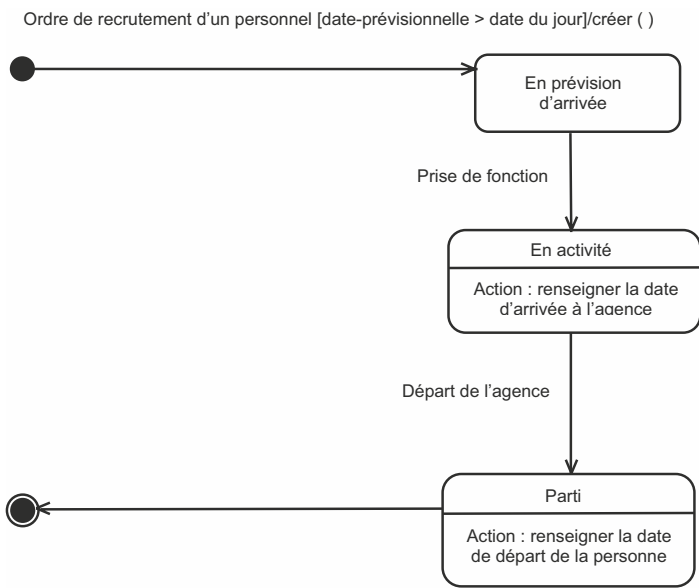 Ordre de recrutement d’un personnel [date-prévisionnelle > date du jour]/créer ( )
En prévision
d’arrivée
Prise de fonction
En activité
Action : renseigner la date
d’arrivée à l’agence
Départ de l’agence
Parti
Action : renseigner la date
de départ de la personne